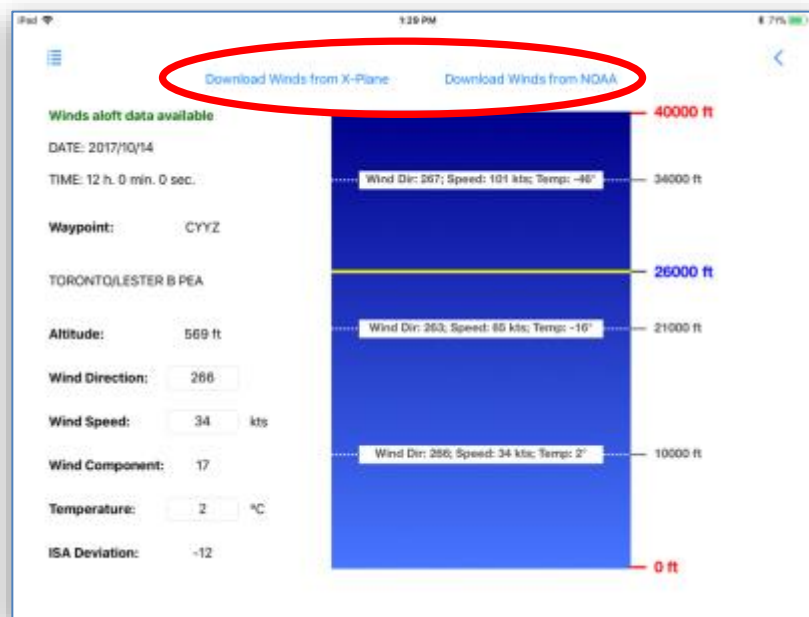 iPad 1:29 PM 71%
Download Winds from X-Plane Download Winds from NOAA
Winds aloft data available
40000 ft
DATE: 2017/10/14
TIME: 12 h. 0 min. 0 sec.
Wind Dir: 267; Speed: 101 kts; Temp: -46°
34000 ft
Waypoint: CYYZ
TORONTO/LESTER B PEA
26000 ft
Altitude: 569 ft
Wind Dir: 263; Speed: 65 kts; Temp: -16°
21000 ft
Wind Direction: 266
Wind Speed: 34 kts
Wind Component: 17
Wind Dir: 266; Speed: 34 kts; Temp: 2°
10000 ft
Temperature: 2 °C
ISA Deviation: -12
0 ft